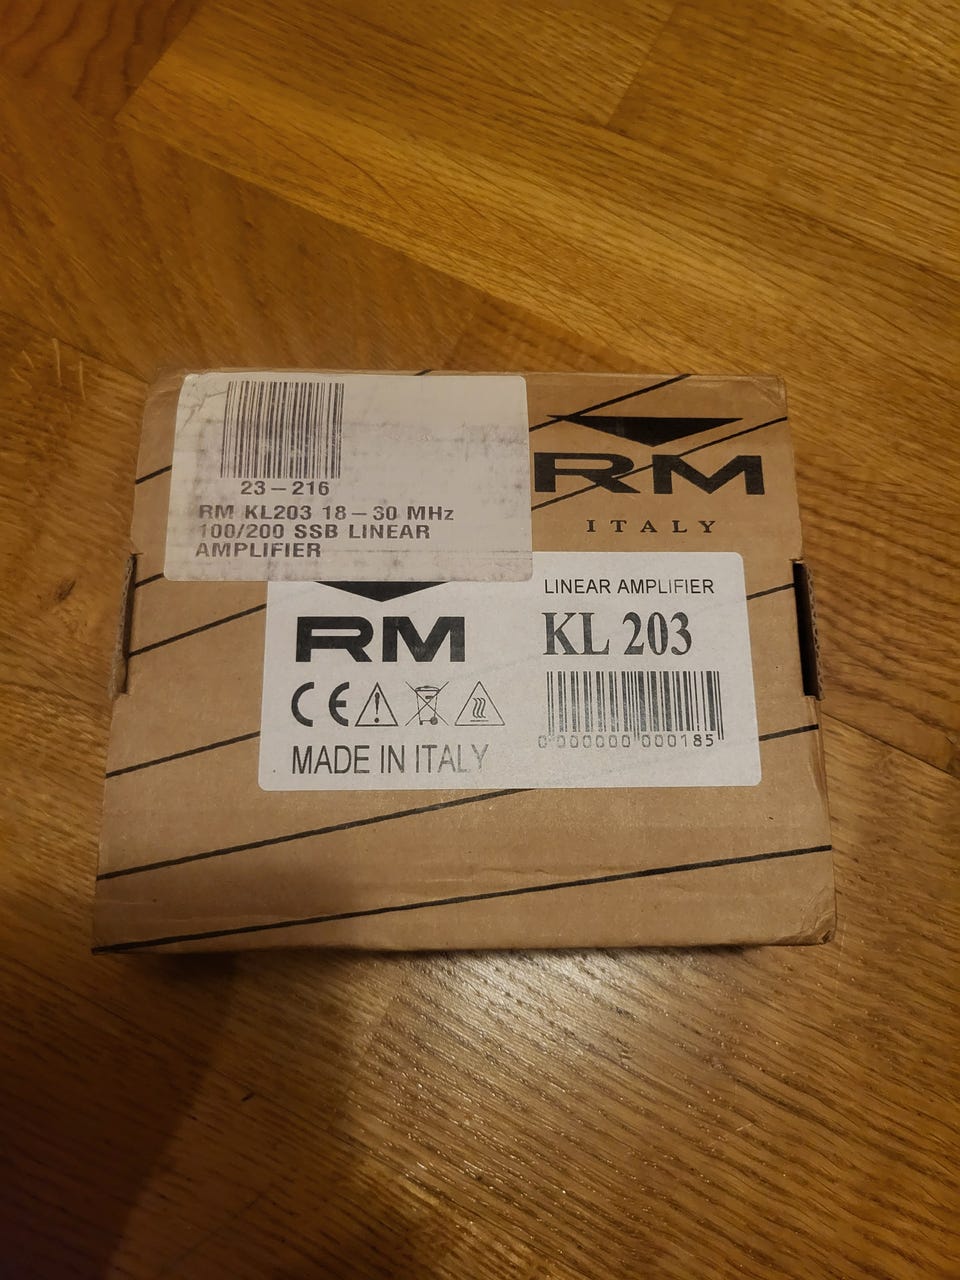 23-216
RM KL203 18-30 MHz
100/200 SSB LINEAR
AMPLIFIER
RM
ITALY
RM
MADE IN ITALY
LINEAR AMPLIFIER
KL 203
0 000000 000185
CE